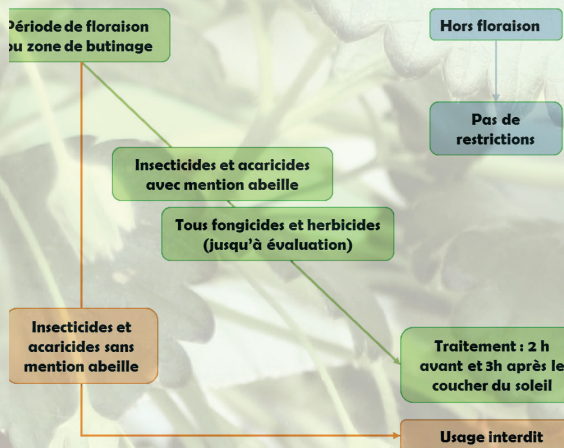 Période de floraison
ou zone de butinage
Hors floraison
Pas de
restrictions
Insecticides et acaricides
avec mention abeille
Tous fongicides et herbicides
(jusqu'à évaluation)
Insecticides et
acaricides sans
mention abeille
Traitement : 2 h
avant et 3h après le
coucher du soleil
Usage interdit